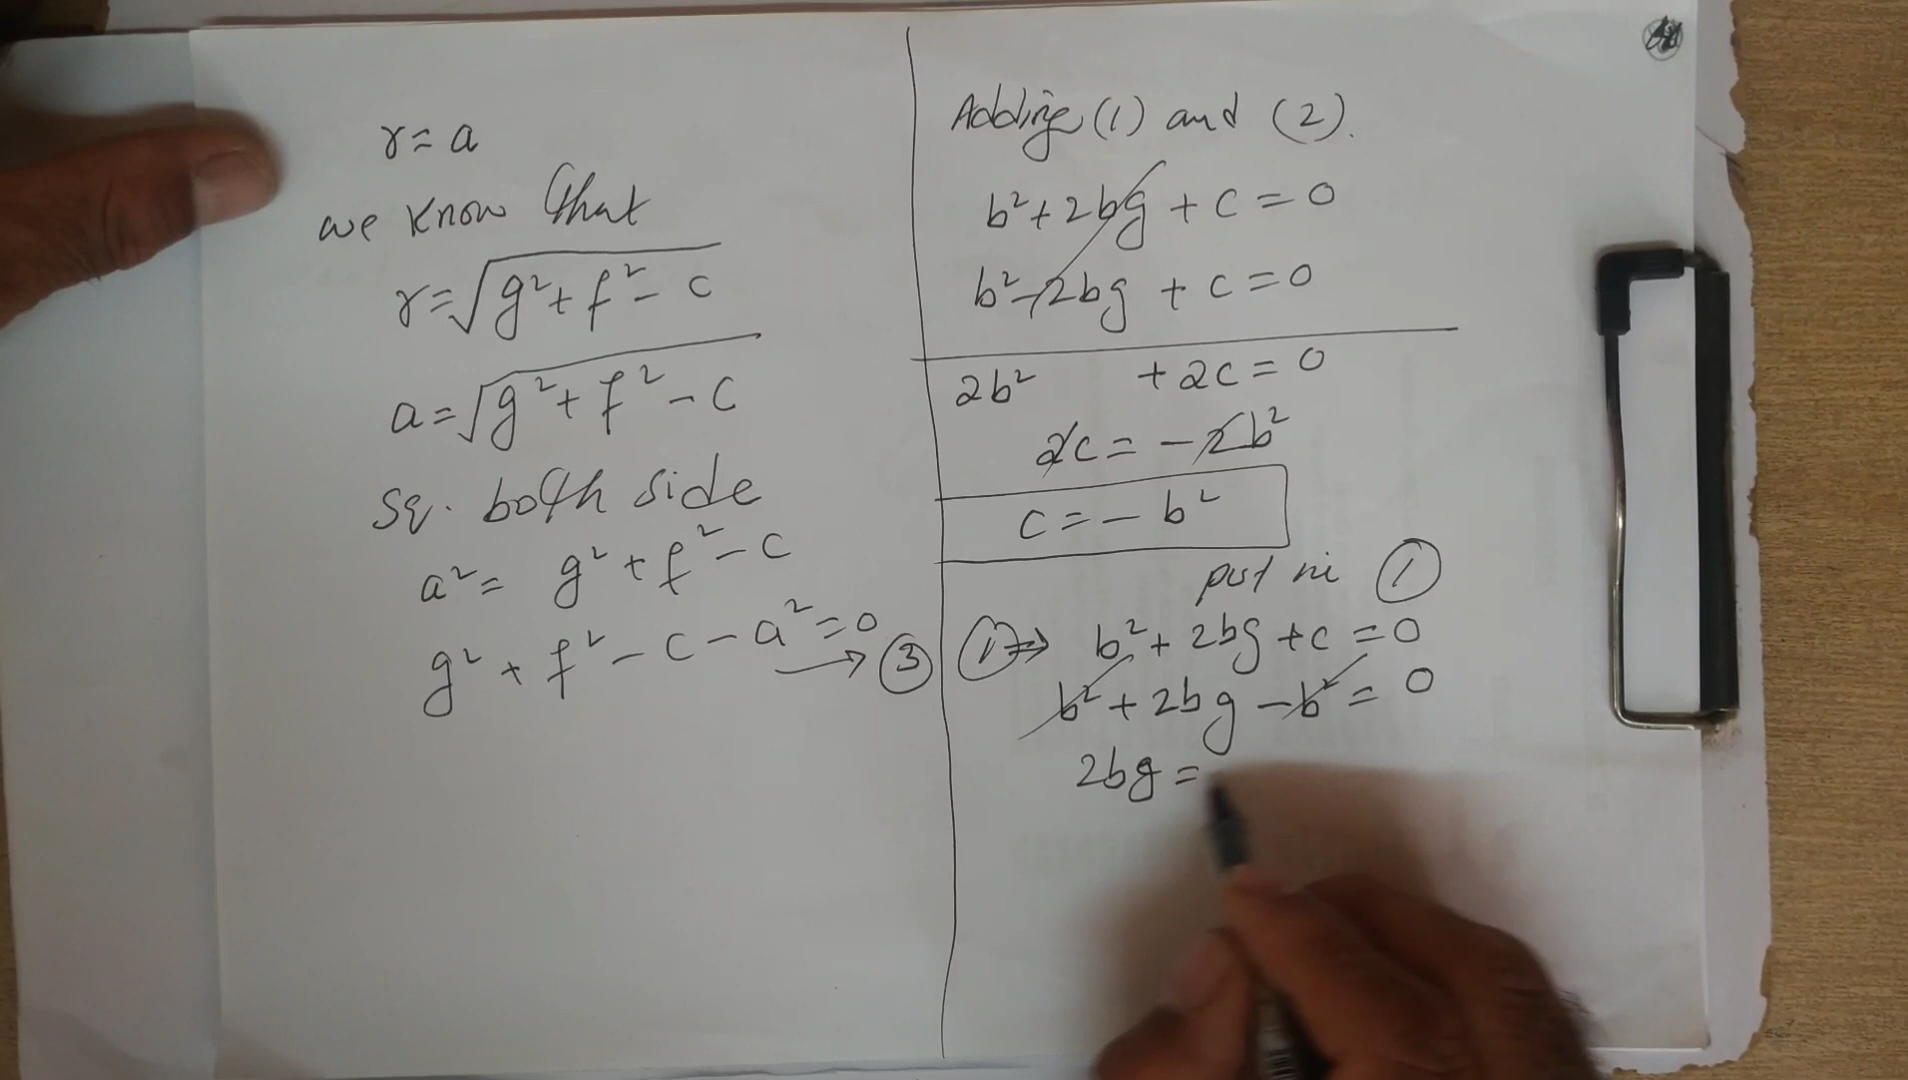 r = a
we know that
r = √g² + f² - c
a = √g² + f² - c
sq. both side
a² = g² + f² - c
g² + f² - c - a² = 0 → ③
Adding (1) and (2).
b² + 2bg + c = 0
b² - 2bg + c = 0
2b² + 2c = 0
2c = - 2b²
c = - b²
put in ①
① ⇒ b² + 2bg + c = 0
b² + 2bg - b² = 0
2bg =